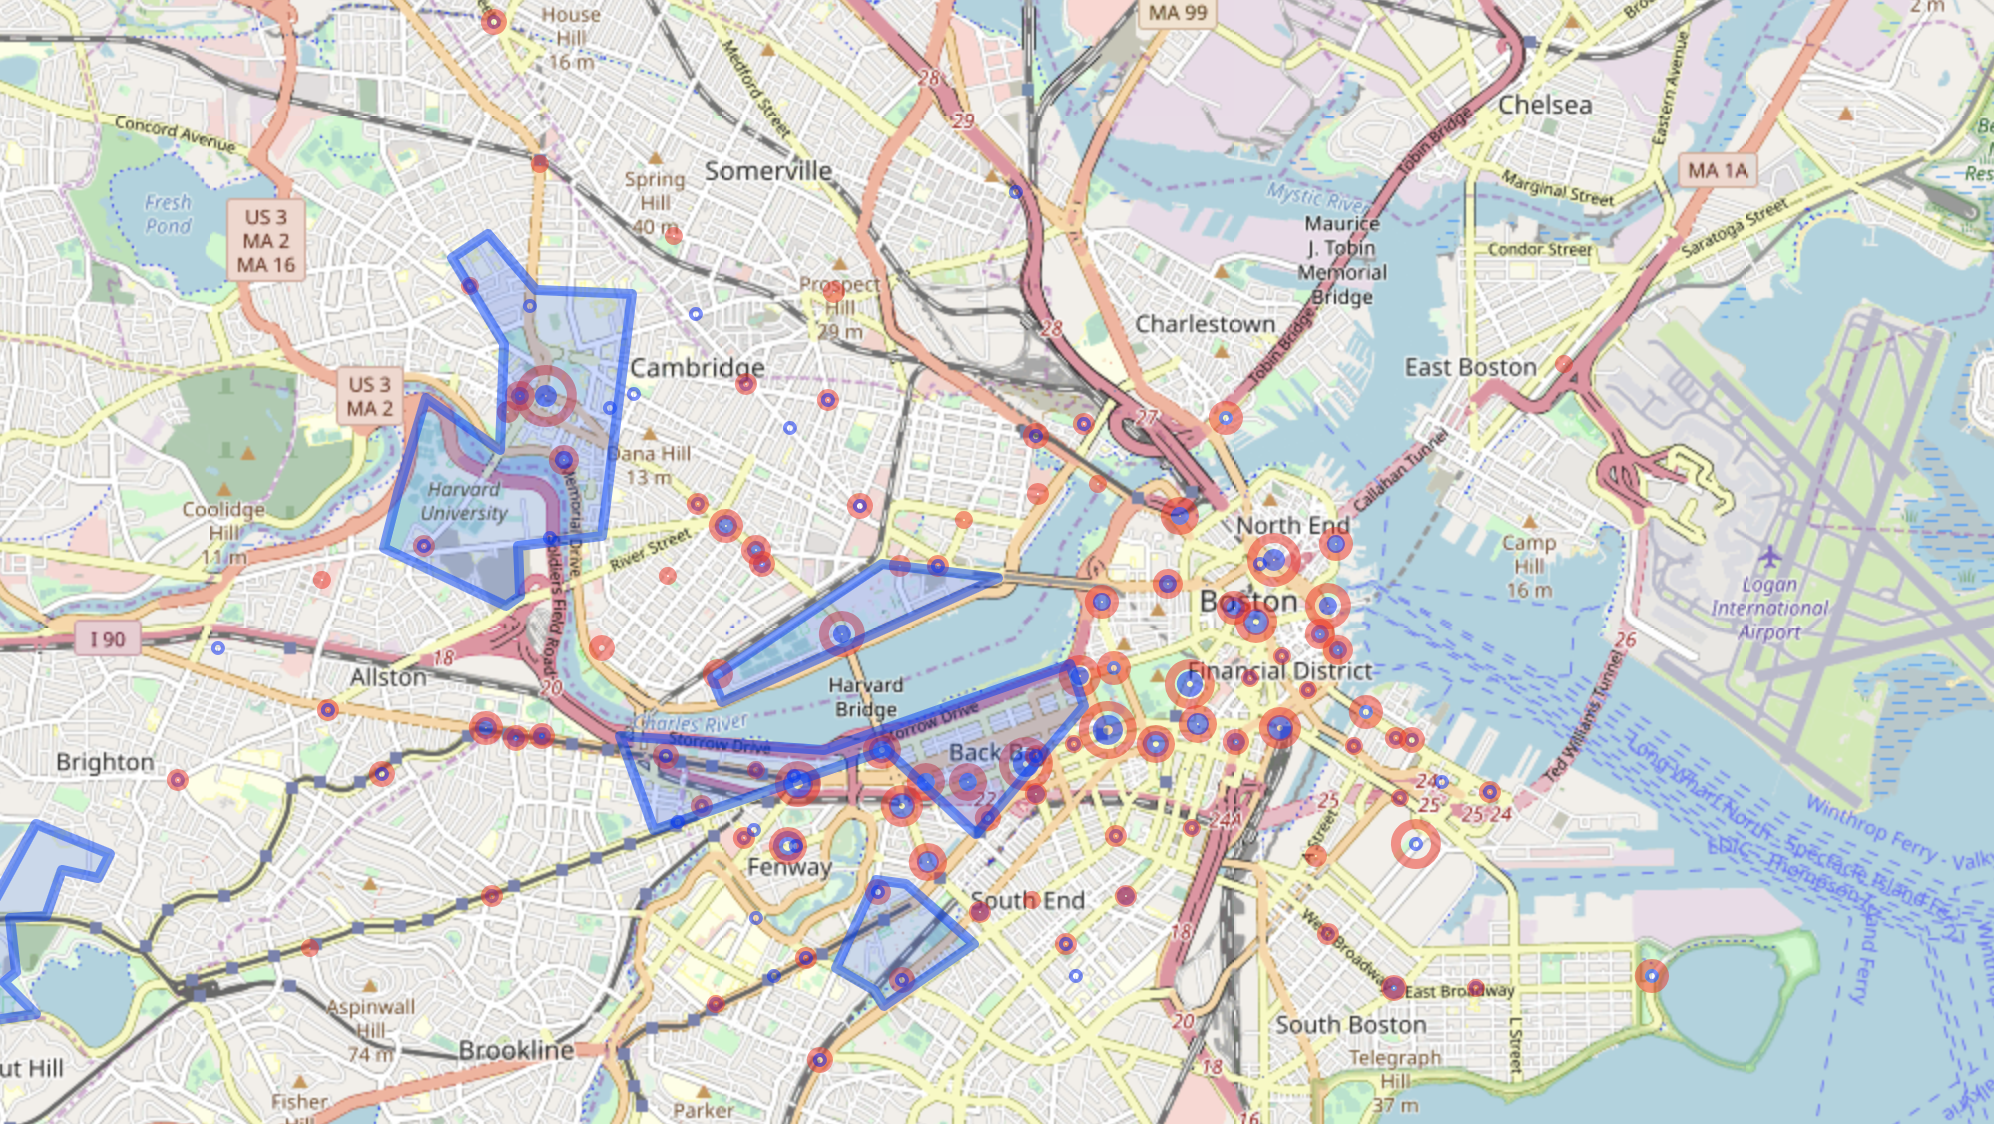 House
Hill
16 m
MA 99
2 m
28
29
Medford Street
Chelsea
Eastern Avenue
Concord Avenue
Tobin Bridge
Somerville
Spring
Hill
40 m
MA 1A
Marginal Street
Mystic River
Fresh
Pond
US 3
MA 2
MA 16
Maurice
J. Tobin
Memorial
Bridge
Saratoga Street
Condor Street
Prospect
Hill
29 m
28
Charlestown
Tobin Bridge
Cambridge
East Boston
US 3
MA 2
27
Dana Hill
13 m
Callahan Tunnel
Harvard
University
Memorial Drive
Coolidge
Hill
11 m
North End
River Street
Camp
Hill
16 m
Logan
International
Airport
Soldiers Field Road
Boston
I 90
18
26
Allston
20
Financial District
Harvard
Bridge
Charles River
Storrow Drive
Storrow Drive
Ted Williams Tunnel
Brighton
Back Bay
22
24
25
25
25-24
24A
A Street
Long Wharf North - Spectacle Island Ferry
Fenway
South End
18
West Broadway
East Broadway
Aspinwall
Hill
74 m
20
South Boston
L Street
Brookline
Telegraph
Hill
37 m
18
ut Hill
Fisher
Parker
16